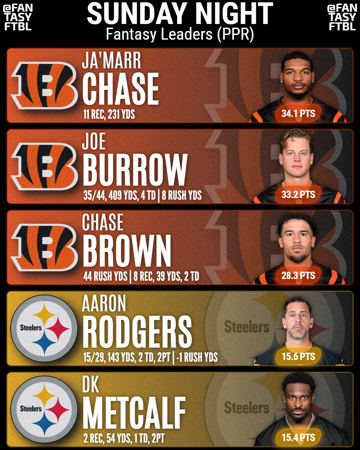 @FAN
TASY
FTBL
SUNDAY NIGHT
Fantasy Leaders (PPR)
@FAN
TASY
FTBL
JA'MARR
CHASE
11 REC, 231 YDS
34.1 PTS
JOE
BURROW
35/44, 409 YDS, 4 TD | 8 RUSH YDS
33.2 PTS
CHASE
BROWN
44 RUSH YDS | 8 REC, 39 YDS, 2 TD
28.3 PTS
Steelers
AARON
RODGERS
15/29, 143 YDS, 2 TD, 2PT | -1 RUSH YDS
Steelers
15.6 PTS
Steelers
DK
METCALF
2 REC, 54 YDS, 1 TD, 2PT
Steelers
15.4 PTS